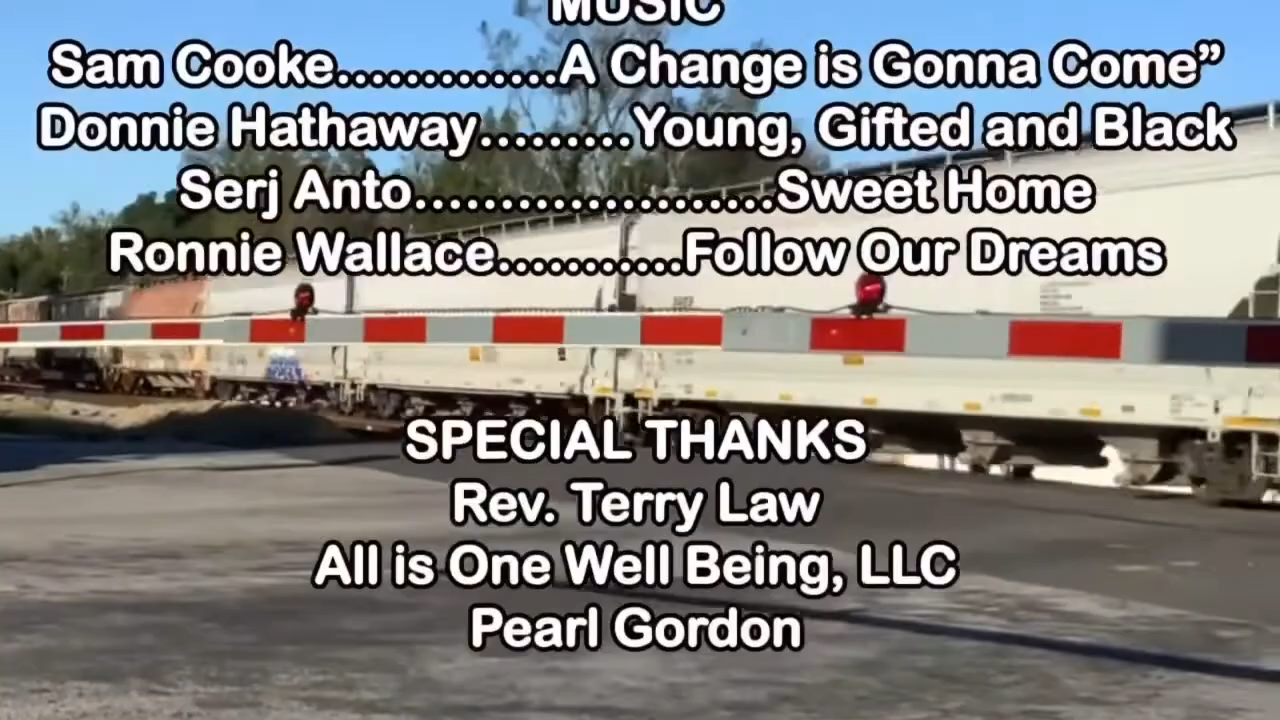 MUSIC
Sam Cooke.............A Change is Gonna Come”
Donnie Hathaway.........Young, Gifted and Black
Serj Anto.....................Sweet Home
Ronnie Wallace...........Follow Our Dreams
SPECIAL THANKS
Rev. Terry Law
All is One Well Being, LLC
Pearl Gordon